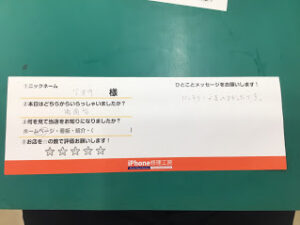 ①ニックネーム
様
②本日はどちらからいらっしゃいましたか？
③何を見て当店をお知りになりましたか？
ホームページ・看板・紹介・(　　　)
④お店を☆の数で評価お願いします！
☆☆☆☆☆
ひとことメッセージをお願いします！
iPhone修理工房